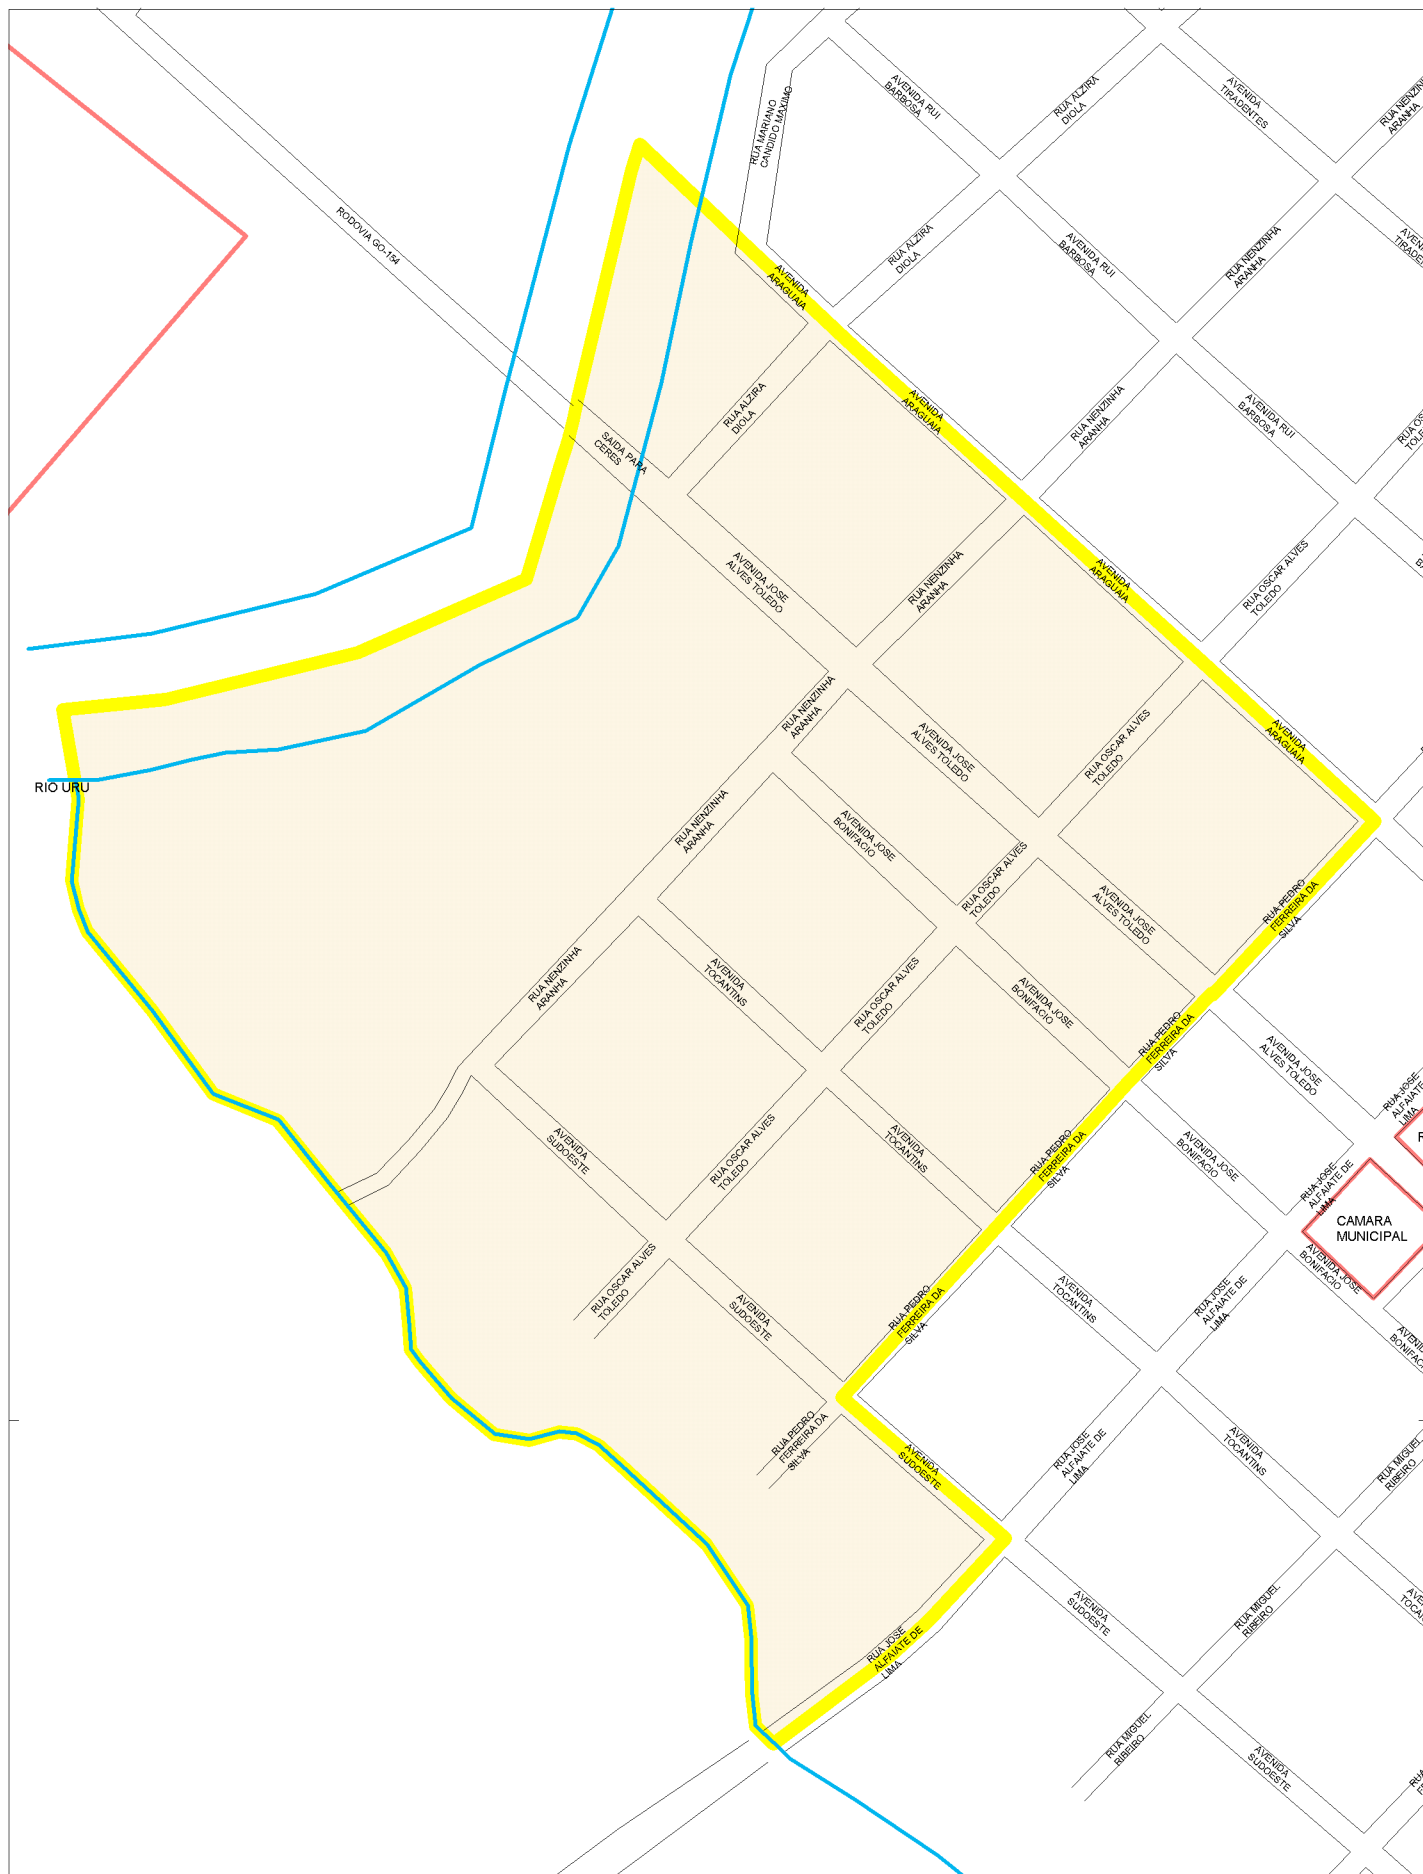 AVENIDA RUI
BARBOSA
RUA ALZIRA
DIOLA
AVENIDA
TIRADENTES
RUA NENZINHA
ARANHA
RUA MARIANO
CANDIDO MAXIMO
RODOVIA GO-154
RUA ALZIRA
DIOLA
AVENIDA RUI
BARBOSA
RUA NENZINHA
ARANHA
AVENIDA
ARAGUAIA
RUA ALZIRA
DIOLA
AVENIDA
ARAGUAIA
RUA NENZINHA
ARANHA
AVENIDA RUI
BARBOSA
SAIDA PARA
CERES
AVENIDA JOSE
ALVES TOLEDO
RUA NENZINHA
ARANHA
AVENIDA
ARAGUAIA
RUA OSCAR ALVES
TOLEDO
RUA NENZINHA
ARANHA
AVENIDA JOSE
ALVES TOLEDO
RUA OSCAR ALVES
TOLEDO
AVENIDA
ARAGUAIA
RIO URU
RUA NENZINHA
ARANHA
AVENIDA JOSE
BONIFACIO
RUA OSCAR ALVES
TOLEDO
AVENIDA JOSE
ALVES TOLEDO
RUA PEDRO
FERREIRA DA
SILVA
RUA NENZINHA
ARANHA
AVENIDA
TOCANTINS
RUA OSCAR ALVES
TOLEDO
AVENIDA JOSE
BONIFACIO
RUA PEDRO
FERREIRA DA
SILVA
AVENIDA JOSE
ALVES TOLEDO
RUA JOSE
ALFAIATE
LIMA
AVENIDA
SUDOESTE
RUA OSCAR ALVES
TOLEDO
AVENIDA
TOCANTINS
RUA PEDRO
FERREIRA DA
SILVA
AVENIDA JOSE
BONIFACIO
RUA JOSE
ALFAIATE DE
LIMA
CAMARA
MUNICIPAL
AVENIDA JOSE
BONIFACIO
RUA OSCAR ALVES
TOLEDO
AVENIDA
SUDOESTE
RUA PEDRO
FERREIRA DA
SILVA
AVENIDA
TOCANTINS
RUA JOSE
ALFAIATE DE
LIMA
RUA PEDRO
FERREIRA DA
SILVA
AVENIDA
SUDOESTE
RUA JOSE
ALFAIATE DE
LIMA
AVENIDA
TOCANTINS
RUA MIGUEL
RIBEIRO
RUA JOSE
ALFAIATE DE
LIMA
AVENIDA
SUDOESTE
RUA MIGUEL
RIBEIRO
RUA MIGUEL
RIBEIRO
AVENIDA
SUDOESTE